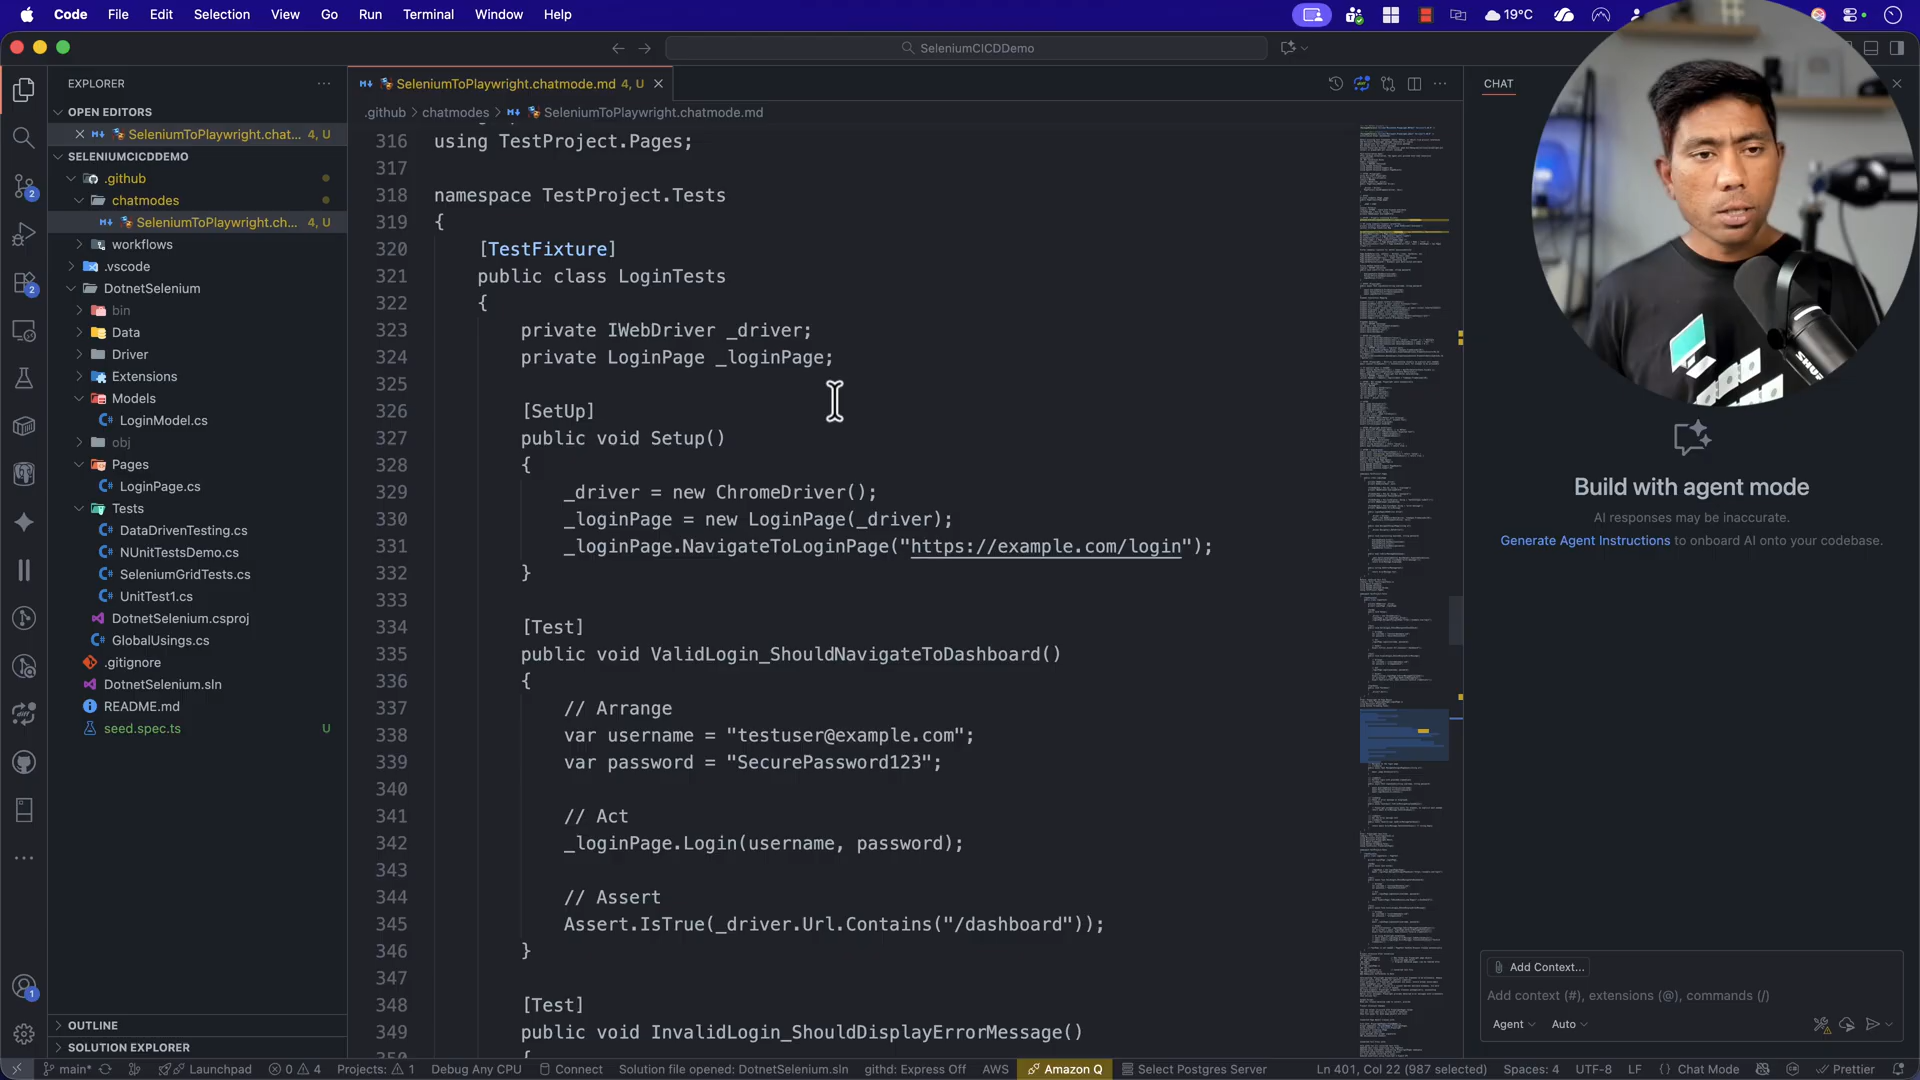 Code File Edit Selection View Go Run Terminal Window Help 19°C
SeleniumCICDDemo
EXPLORER
OPEN EDITORS
SeleniumToPlaywright.chat... 4, U
SELENIUMCICDDEMO
.github
chatmodes
SeleniumToPlaywright.ch... 4, U
workflows
.vscode
DotnetSelenium
bin
Data
Driver
Extensions
Models
LoginModel.cs
obj
Pages
LoginPage.cs
Tests
DataDrivenTesting.cs
NUnitTestsDemo.cs
SeleniumGridTests.cs
UnitTest1.cs
DotnetSelenium.csproj
GlobalUsings.cs
.gitignore
DotnetSelenium.sln
README.md
seed.spec.ts U
OUTLINE
SOLUTION EXPLORER
2
2
1
SeleniumToPlaywright.chatmode.md 4, U
.github > chatmodes > SeleniumToPlaywright.chatmode.md
316 using TestProject.Pages;
317
318 namespace TestProject.Tests
319 {
320 [TestFixture]
321 public class LoginTests
322 {
323 private IWebDriver _driver;
324 private LoginPage _loginPage;
325
326 [SetUp]
327 public void Setup()
328 {
329 _driver = new ChromeDriver();
330 _loginPage = new LoginPage(_driver);
331 _loginPage.NavigateToLoginPage("https://example.com/login");
332 }
333
334 [Test]
335 public void ValidLogin_ShouldNavigateToDashboard()
336 {
337 // Arrange
338 var username = "testuser@example.com";
339 var password = "SecurePassword123";
340
341 // Act
342 _loginPage.Login(username, password);
343
344 // Assert
345 Assert.IsTrue(_driver.Url.Contains("/dashboard"));
346 }
347
348 [Test]
349 public void InvalidLogin_ShouldDisplayErrorMessage()
350 {
CHAT
SHURE
Build with agent mode
AI responses may be inaccurate.
Generate Agent Instructions to onboard AI onto your codebase.
Add Context...
Add context (#), extensions (@), commands (/)
Agent Auto
main* Launchpad 0 4 Projects: 1 Debug Any CPU Connect Solution file opened: DotnetSelenium.sln githd: Express Off AWS Amazon Q Select Postgres Server Ln 401, Col 22 (987 selected) Spaces: 4 UTF-8 LF {} Chat Mode Prettier